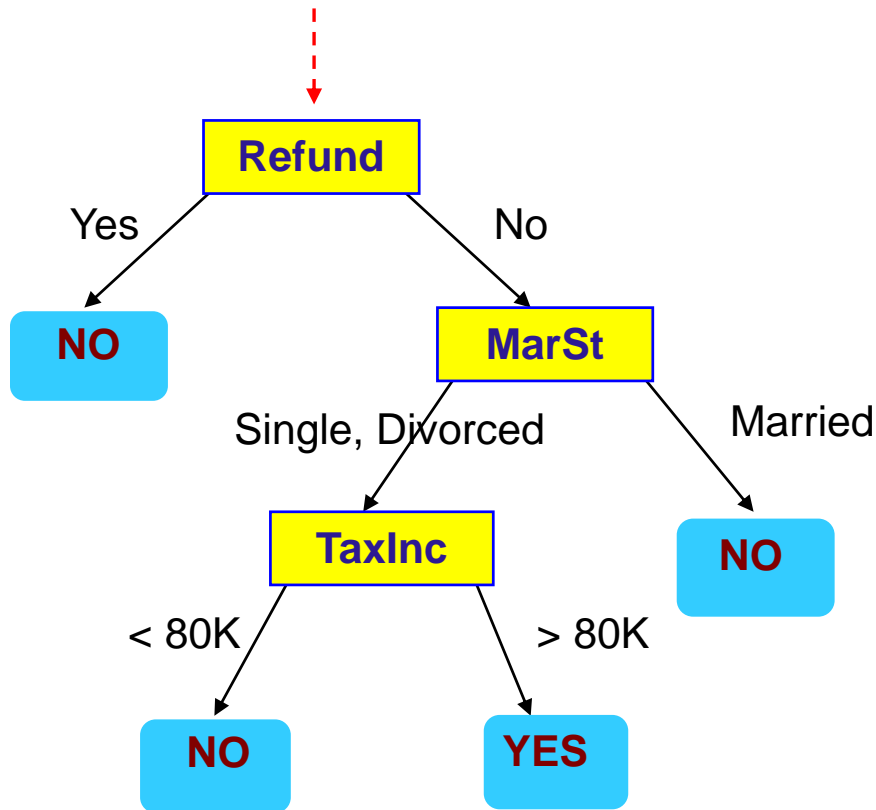 Refund
Yes
No
NO
MarSt
Single, Divorced
Married
TaxInc
NO
< 80K
> 80K
NO
YES